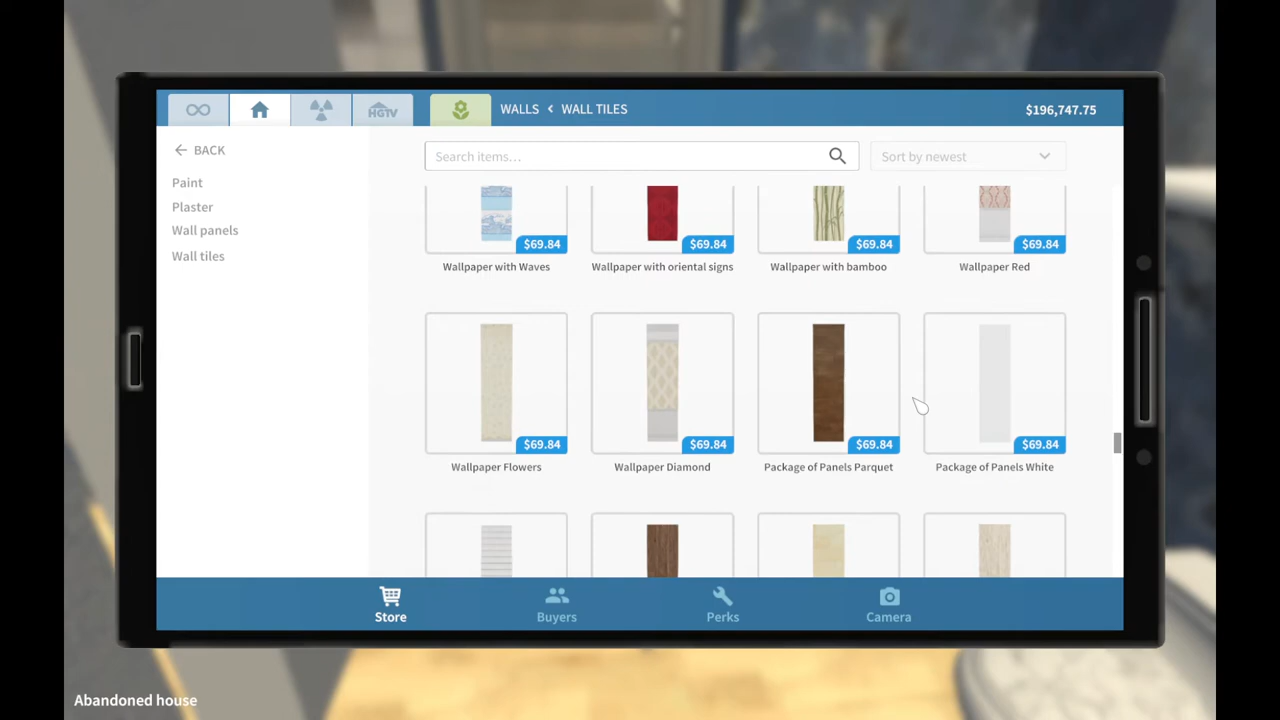 HGTV
WALLS < WALL TILES
$196,747.75
BACK
Search items...
Sort by newest
Paint
Plaster
Wall panels
Wall tiles
$69.84
$69.84
$69.84
$69.84
Wallpaper with Waves
Wallpaper with oriental signs
Wallpaper with bamboo
Wallpaper Red
$69.84
$69.84
$69.84
$69.84
Wallpaper Flowers
Wallpaper Diamond
Package of Panels Parquet
Package of Panels White
Store
Buyers
Perks
Camera
Abandoned house